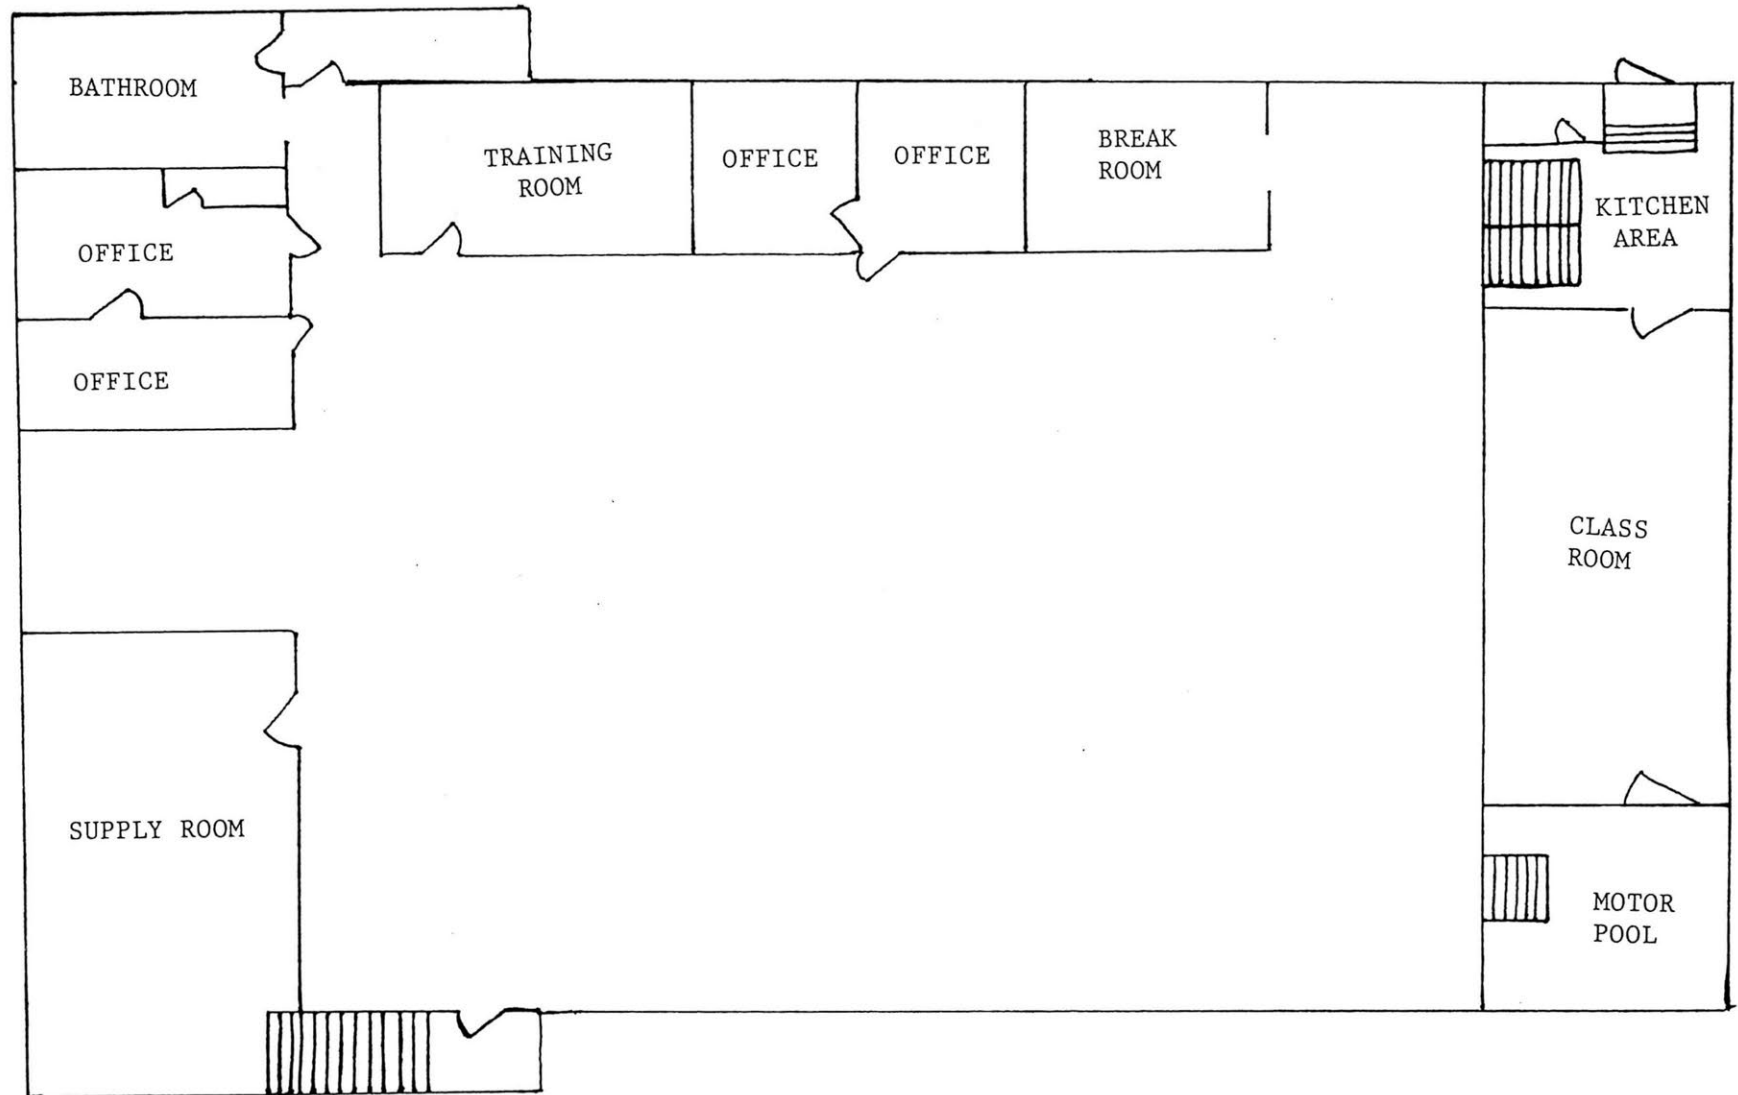 BATHROOM
TRAINING
ROOM
OFFICE
OFFICE
BREAK
ROOM
KITCHEN
AREA
OFFICE
OFFICE
CLASS
ROOM
SUPPLY ROOM
MOTOR
POOL